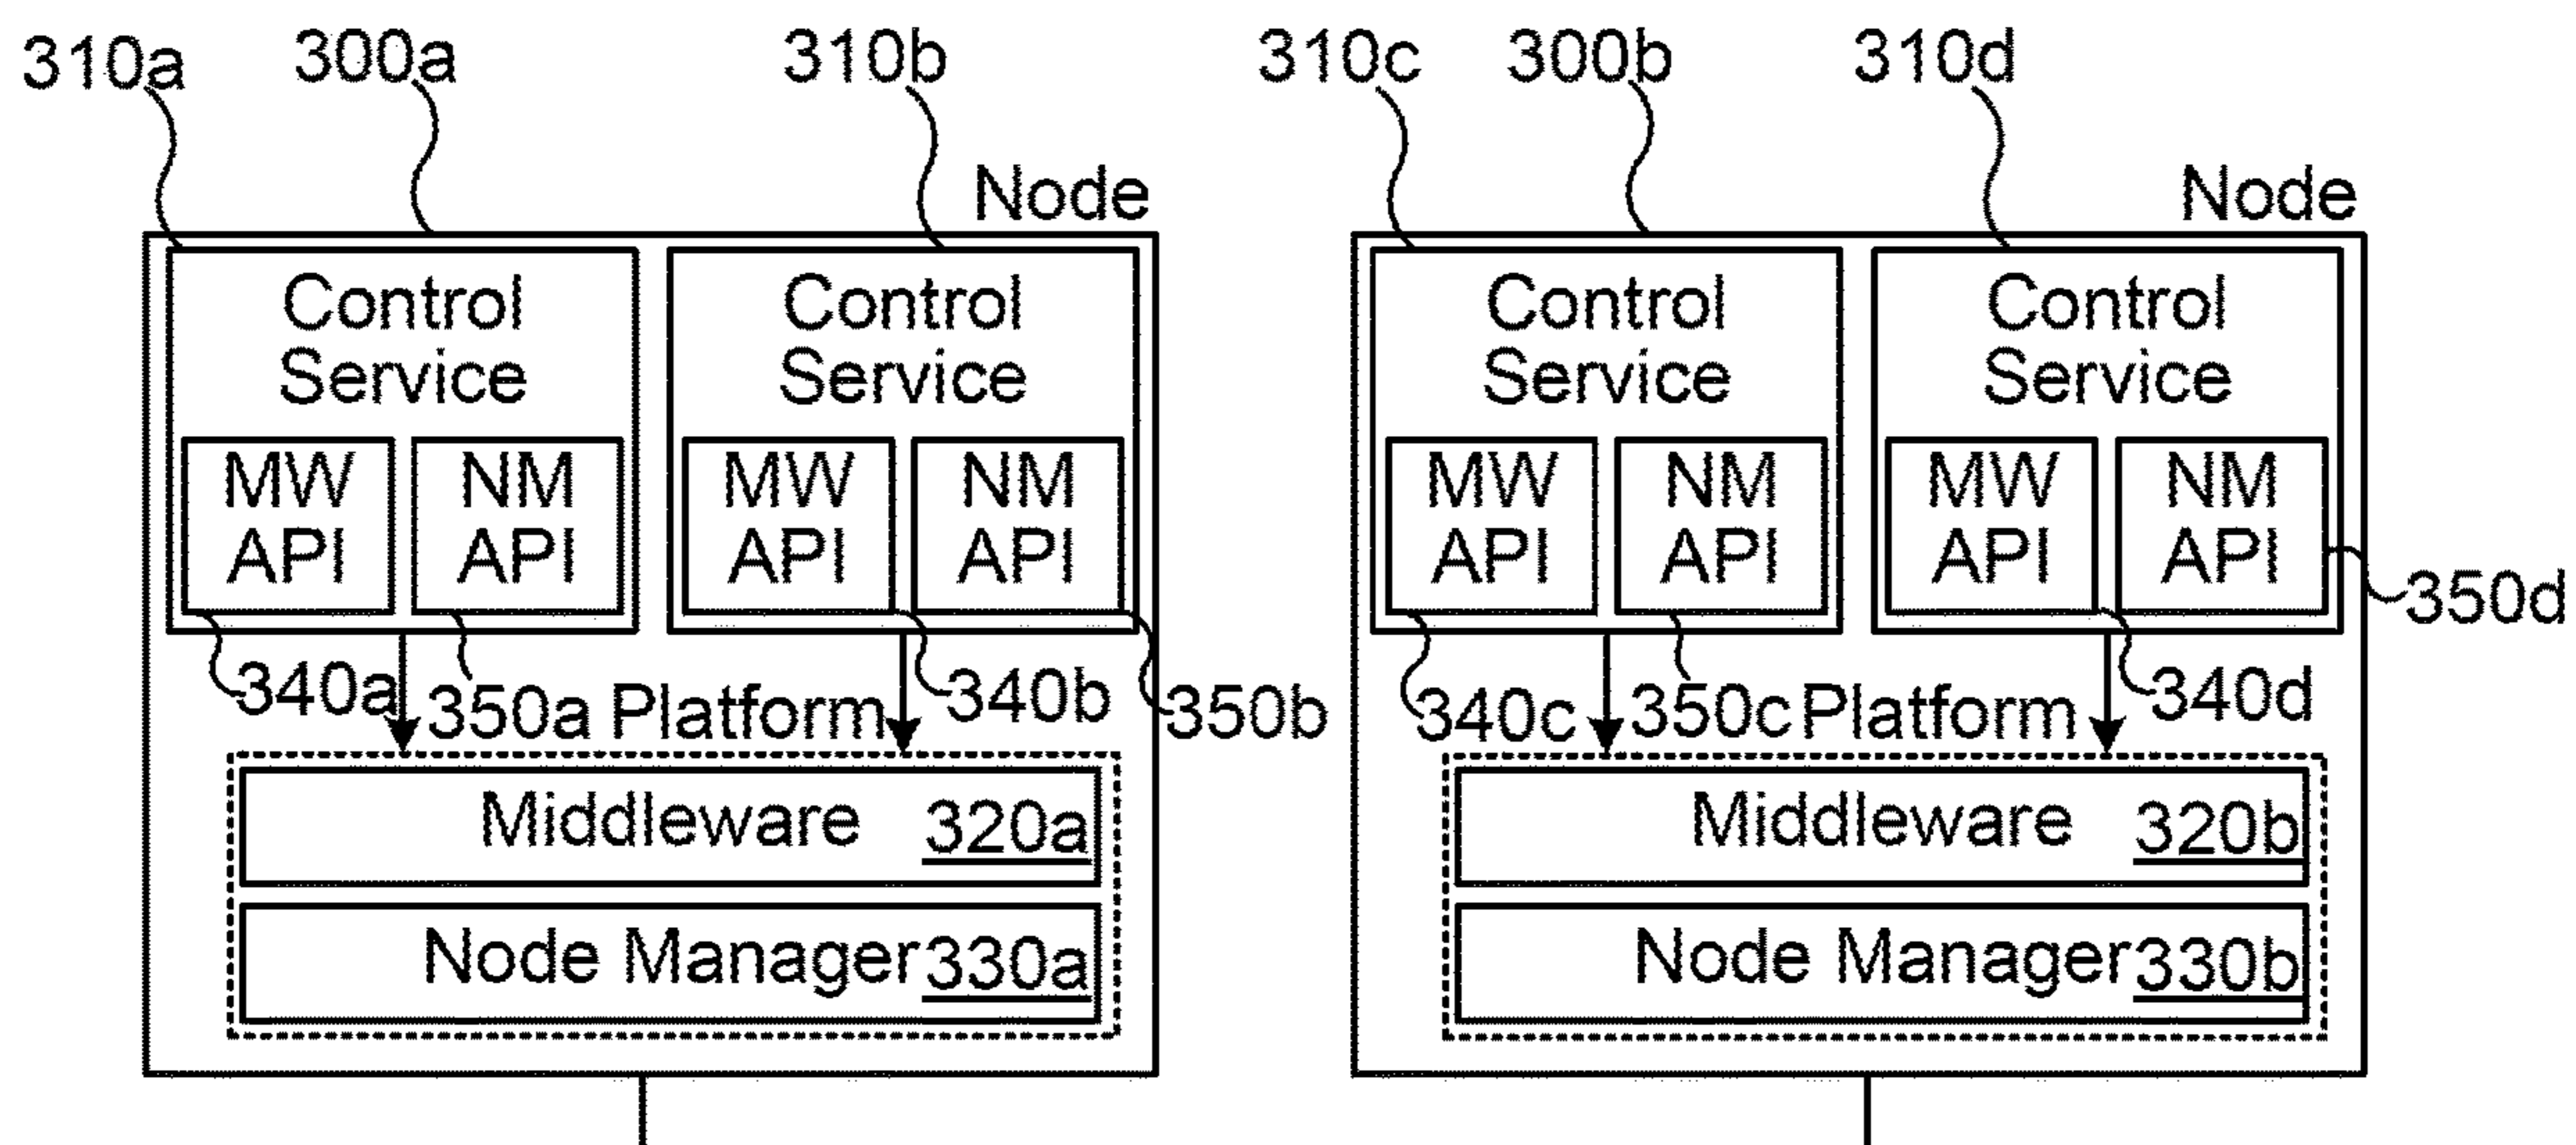 310a 300a 310b 310c 300b 310d
Node Node
Control Control Control Control
Service Service Service Service
MW NM MW NM MW NM MW NM
API API API API API API API API
350d
340a 350a Platform 340b 350b 340c 350c Platform 340d
Middleware 320a Middleware 320b
Node Manager 330a Node Manager 330b